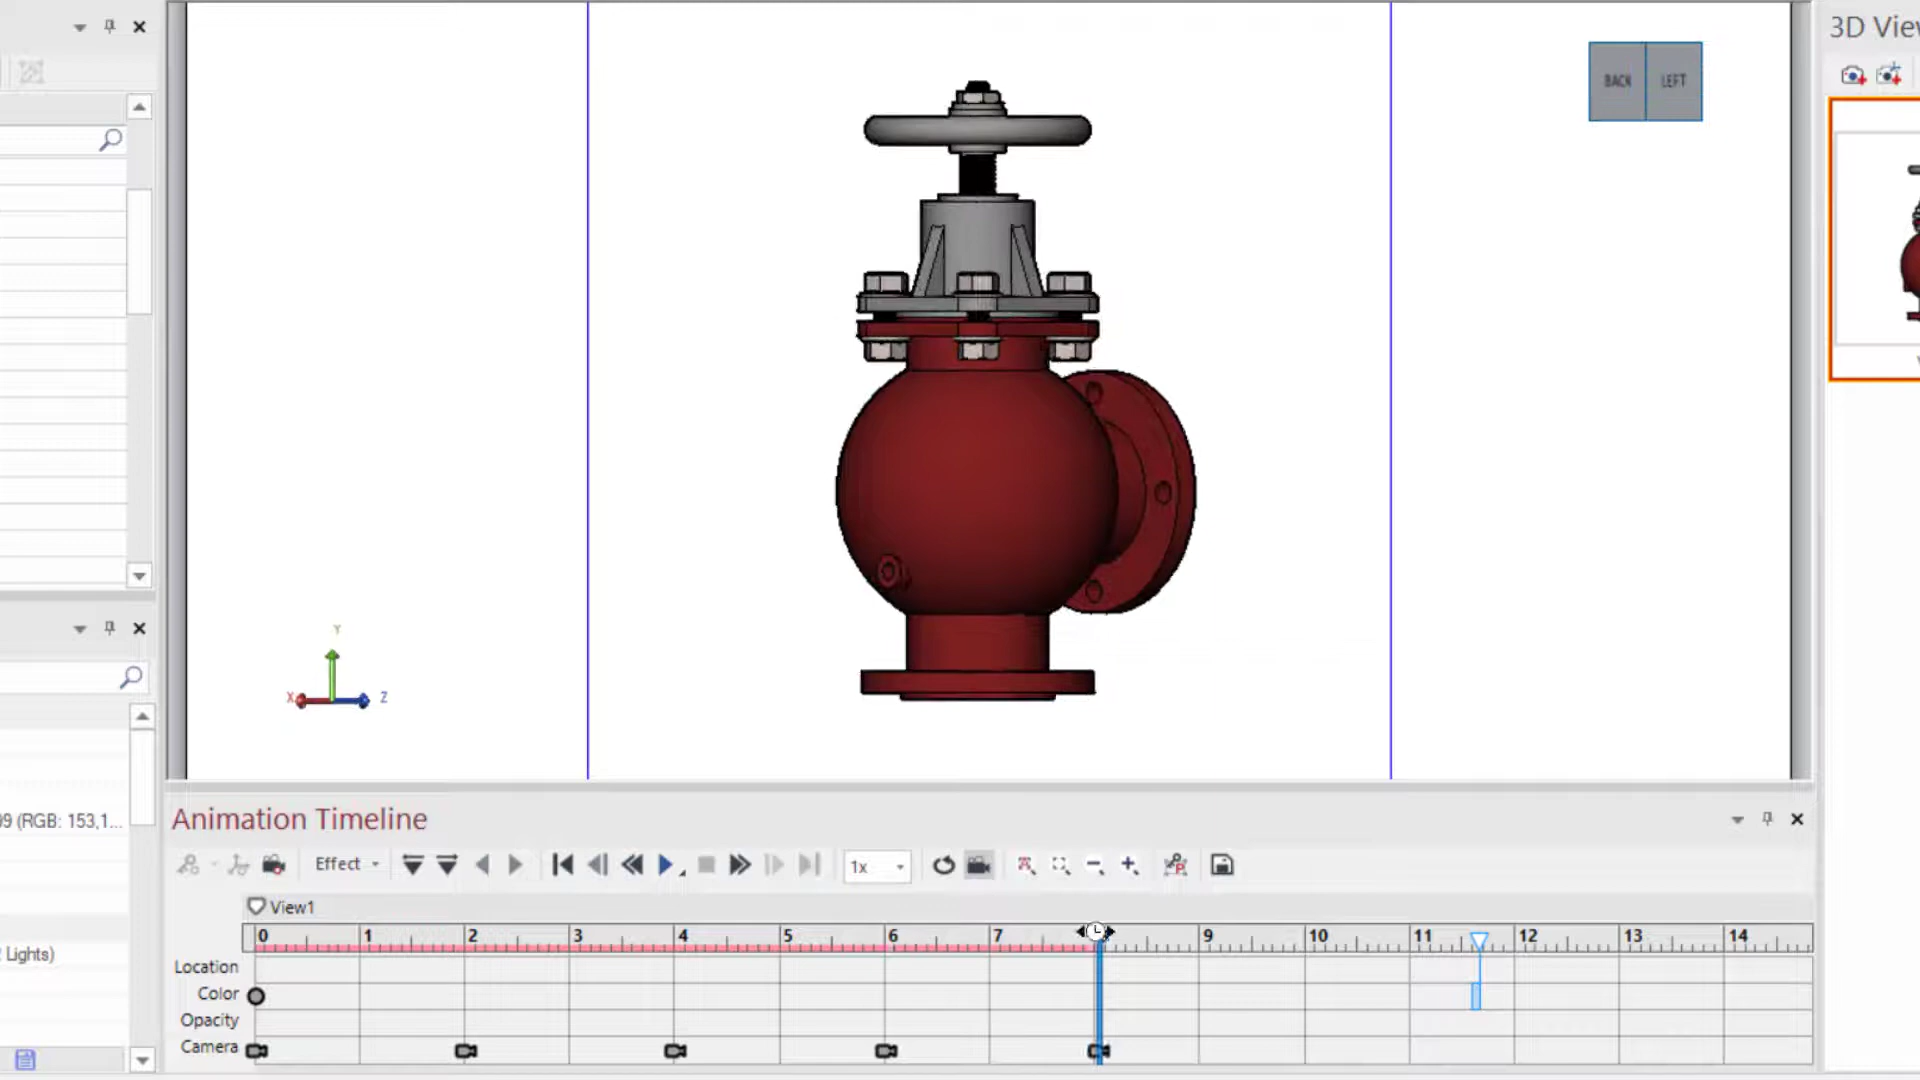 3D Vie
BACK LEFT
Y
X Z
99 (RGB: 153,1...
Lights)
Animation Timeline
Effect
1x
View1
0 1 2 3 4 5 6 7 9 10 11 12 13 14
Location
Color
Opacity
Camera